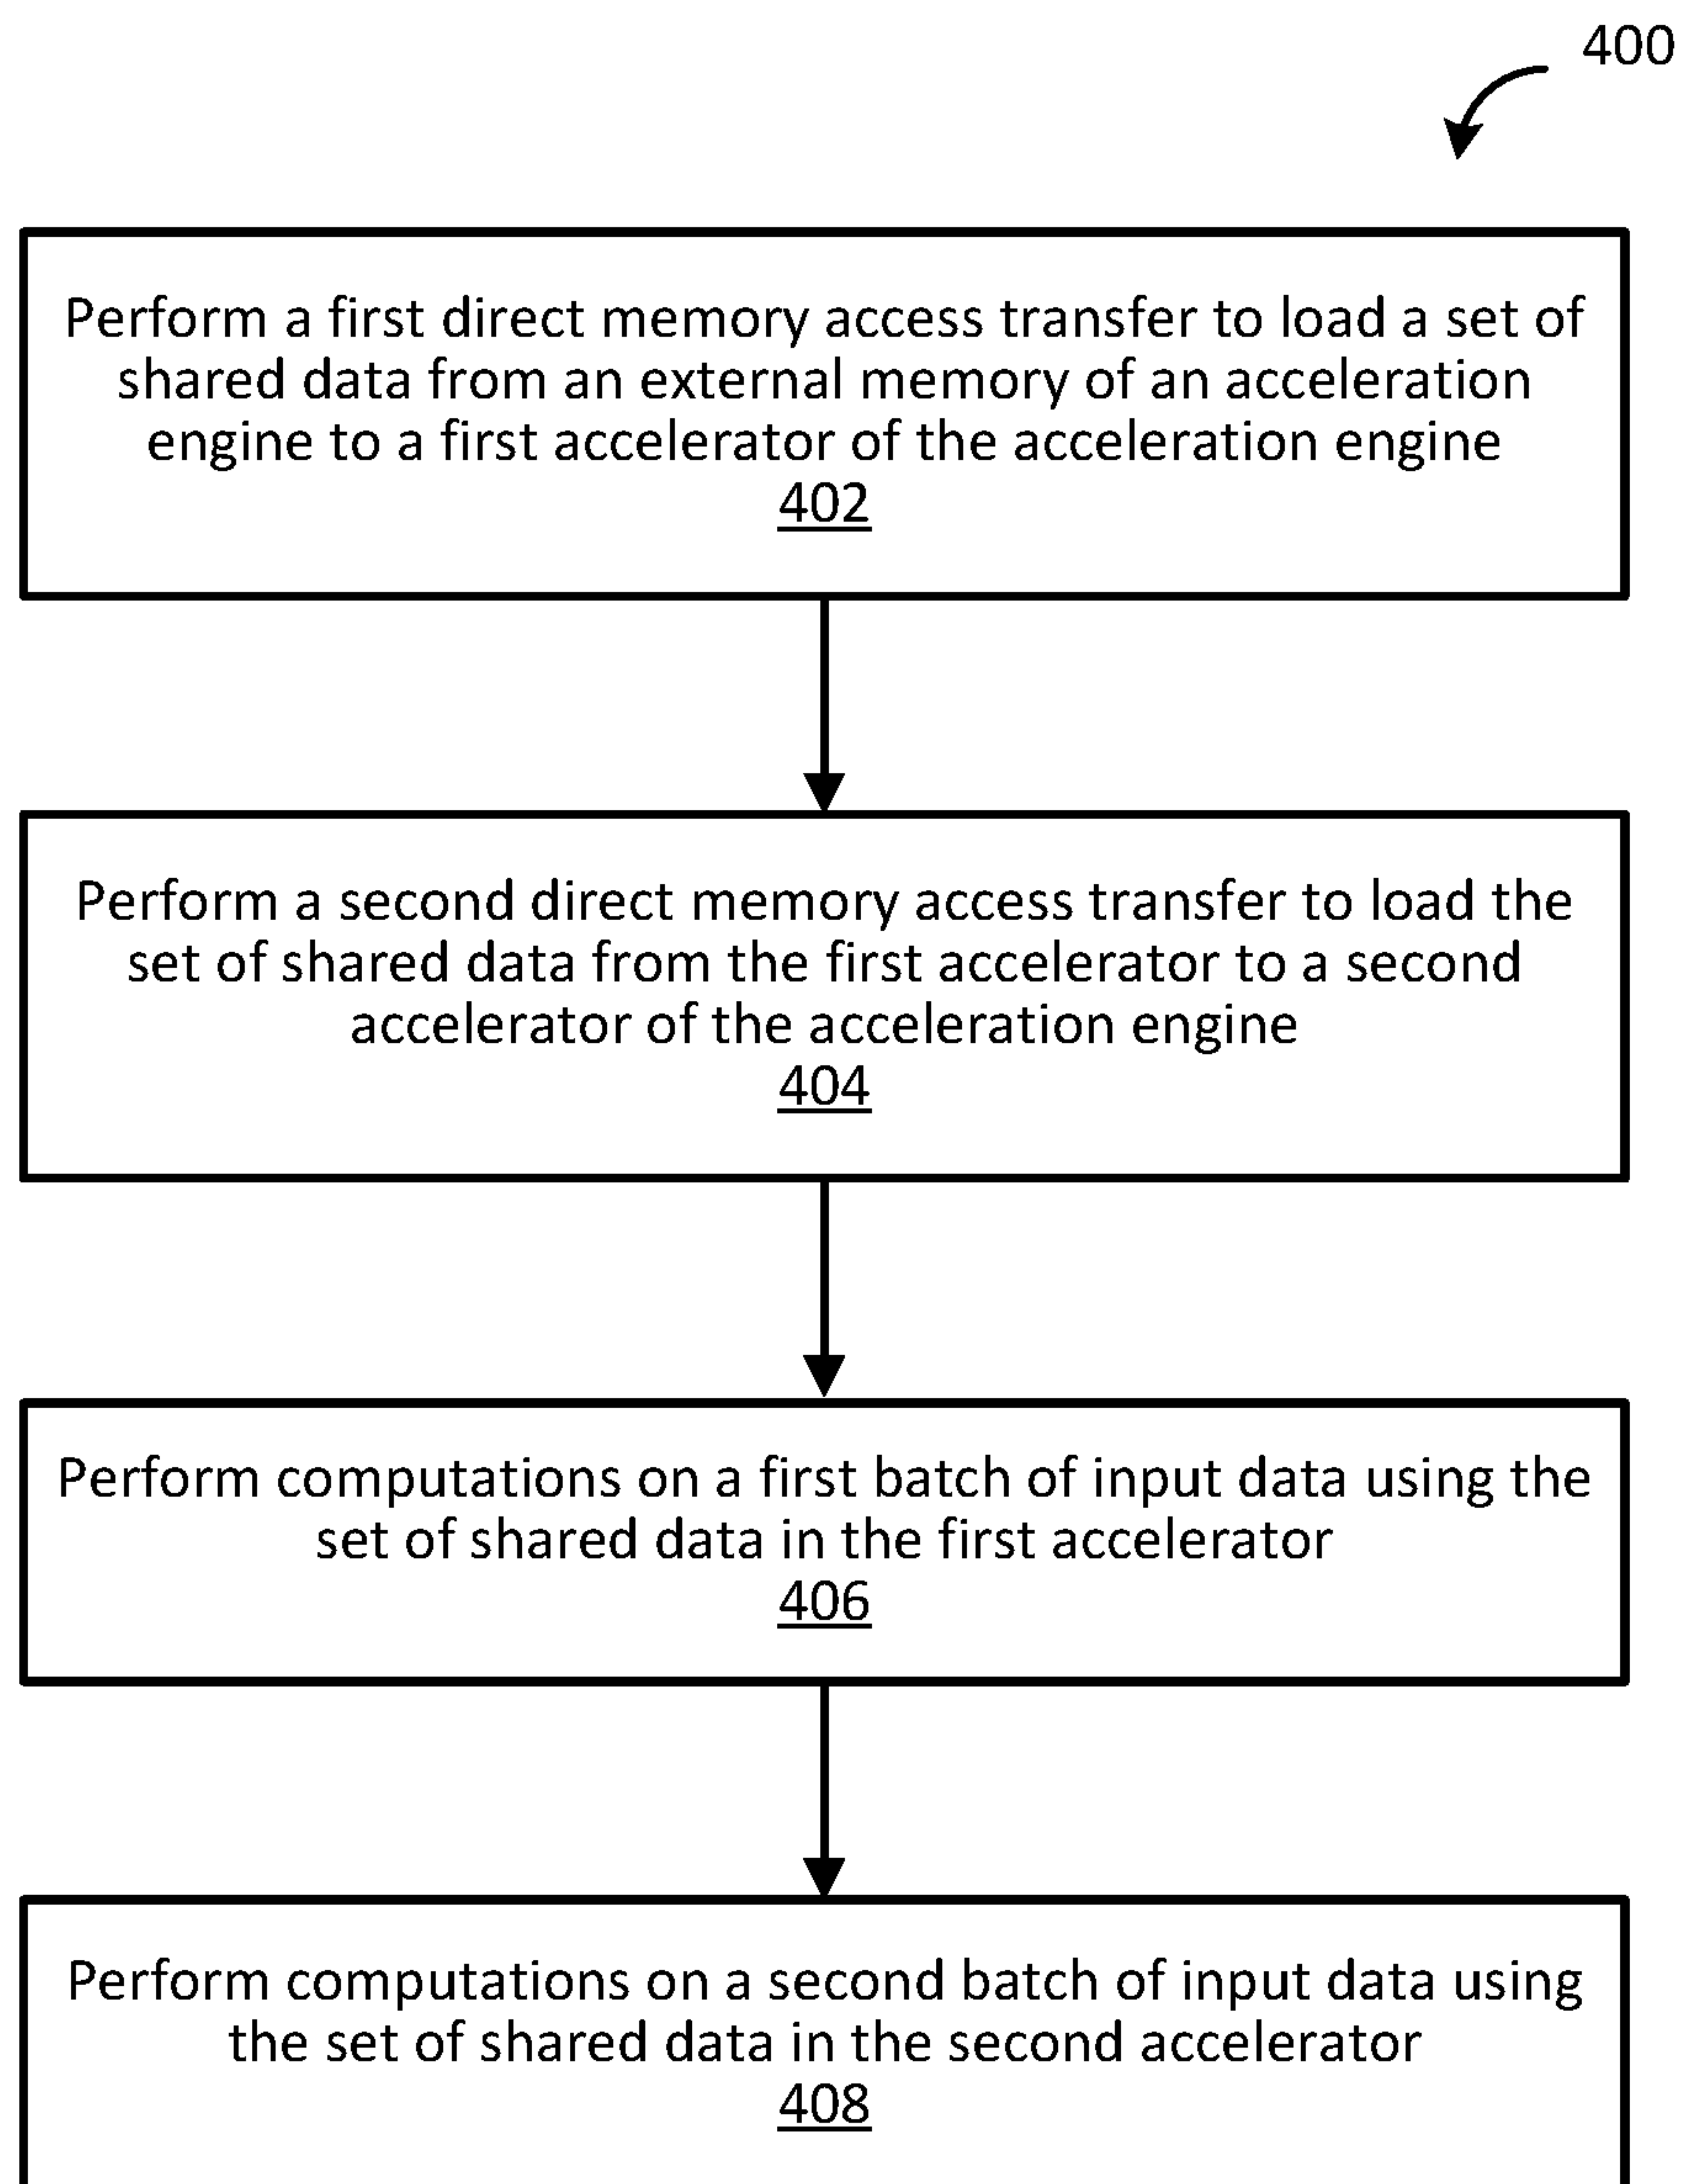 400
Perform a first direct memory access transfer to load a set of
shared data from an external memory of an acceleration
engine to a first accelerator of the acceleration engine
402
Perform a second direct memory access transfer to load the
set of shared data from the first accelerator to a second
accelerator of the acceleration engine
404
Perform computations on a first batch of input data using the
set of shared data in the first accelerator
406
Perform computations on a second batch of input data using
the set of shared data in the second accelerator
408